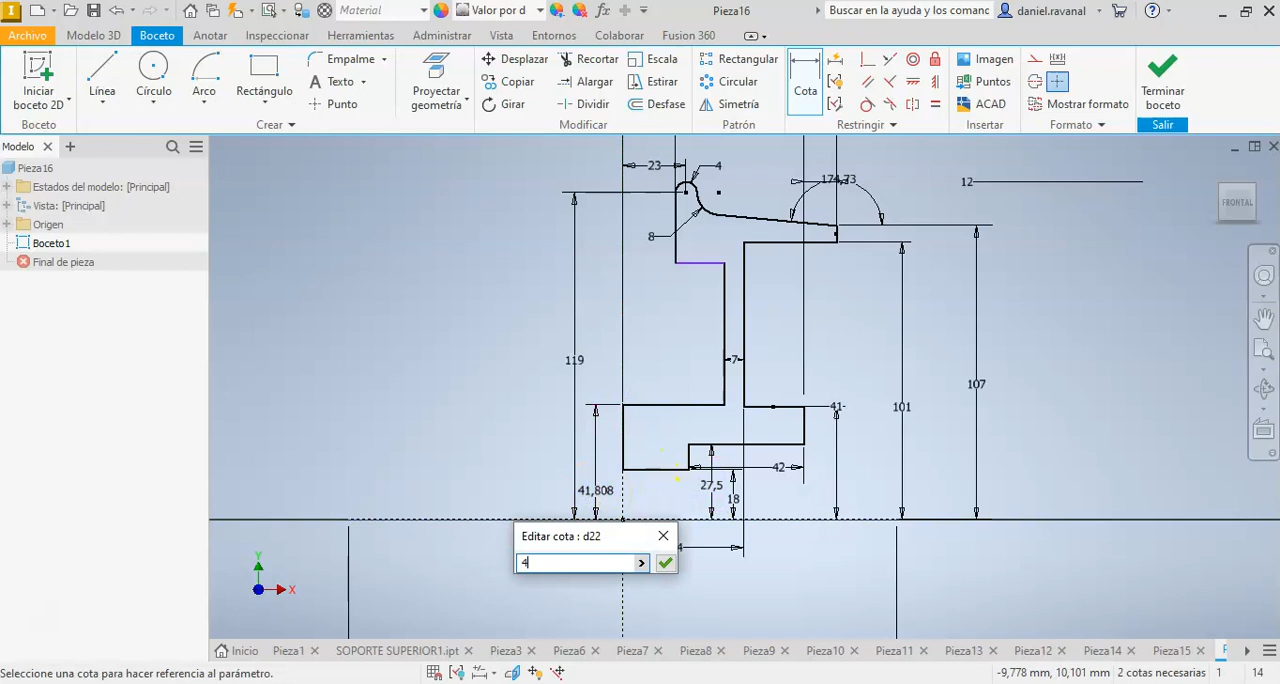 Material
Valor por d
fx
Pieza16
Buscar en la ayuda y los comanc
daniel.ravanal
Archivo Modelo 3D Boceto Anotar Inspeccionar Herramientas Administrar Vista Entornos Colaborar Fusion 360
Iniciar boceto 2D
Línea
Círculo
Arco
Rectángulo
Empalme
Texto
Punto
Proyectar geometría
Desplazar
Copiar
Girar
Recortar
Alargar
Dividir
Escala
Estirar
Desfase
Rectangular
Circular
Simetría
Cota
Imagen
Puntos
ACAD
Mostrar formato
Terminar boceto
Boceto Crear Modificar Patrón Restringir Insertar Formato Salir
Modelo
Pieza16
Estados del modelo: [Principal]
Vista: [Principal]
Origen
Boceto1
Final de pieza
FRONTAL
23
4
174,73
12
8
119
7
107
101
41
42
27,5
18
41,808
4
Editar cota : d22
4
Y
X
Inicio Pieza1 SOPORTE SUPERIOR1.ipt Pieza3 Pieza6 Pieza7 Pieza8 Pieza9 Pieza10 Pieza11 Pieza13 Pieza12 Pieza14 Pieza15
Seleccione una cota para hacer referencia al parámetro.
-9,778 mm, 10,101 mm 2 cotas necesarias 1 14